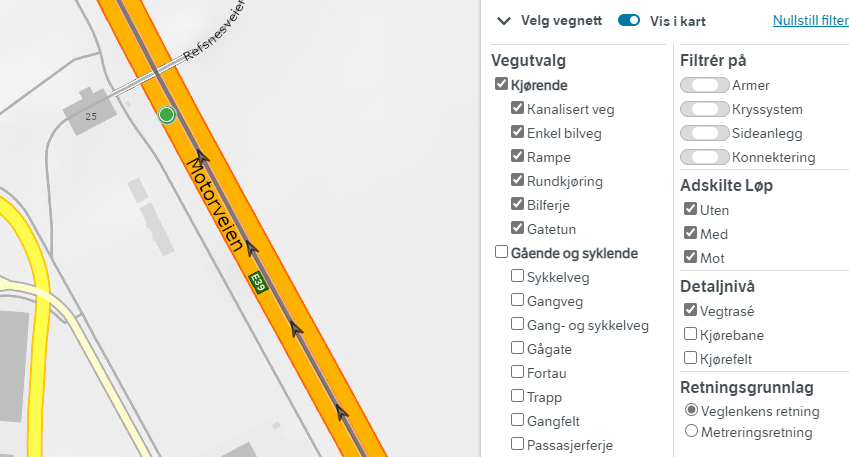 Refsnesveien
25
Motorveien
E39
Velg vegnett
Vis i kart
Nullstill filter
Vegutvalg
Kjørende
Kanalisert veg
Enkel bilveg
Rampe
Rundkjøring
Bilferje
Gatetun
Gående og syklende
Sykkelveg
Gangveg
Gang- og sykkelveg
Gågate
Fortau
Trapp
Gangfelt
Passasjerferje
Filtrér på
Armer
Kryssystem
Sideanlegg
Konnektering
Adskilte Løp
Uten
Med
Mot
Detaljnivå
Vegtrasé
Kjørebane
Kjørefelt
Retningsgrunnlag
Veglenkens retning
Metreringsretning